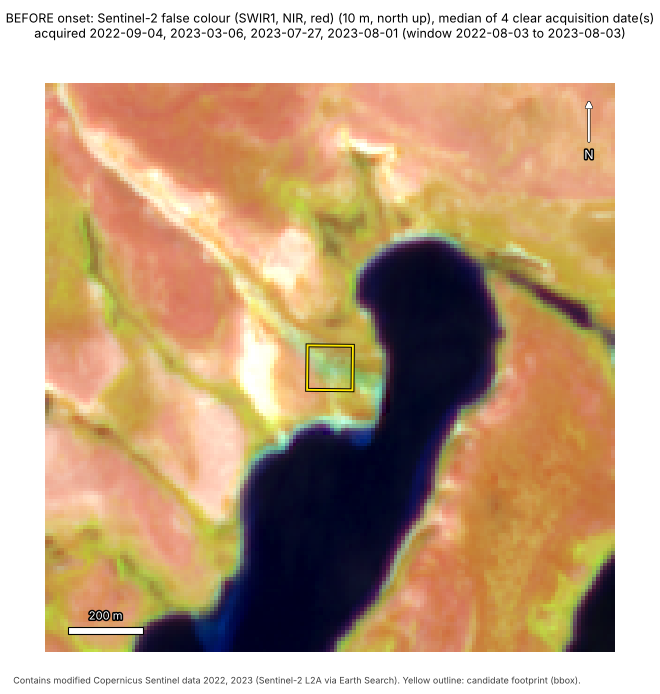 BEFORE onset: Sentinel-2 false colour (SWIR1, NIR, red) (10 m, north up), median of 4 clear acquisition date(s)
acquired 2022-09-04, 2023-03-06, 2023-07-27, 2023-08-01 (window 2022-08-03 to 2023-08-03)
N
200 m
Contains modified Copernicus Sentinel data 2022, 2023 (Sentinel-2 L2A via Earth Search). Yellow outline: candidate footprint (bbox).